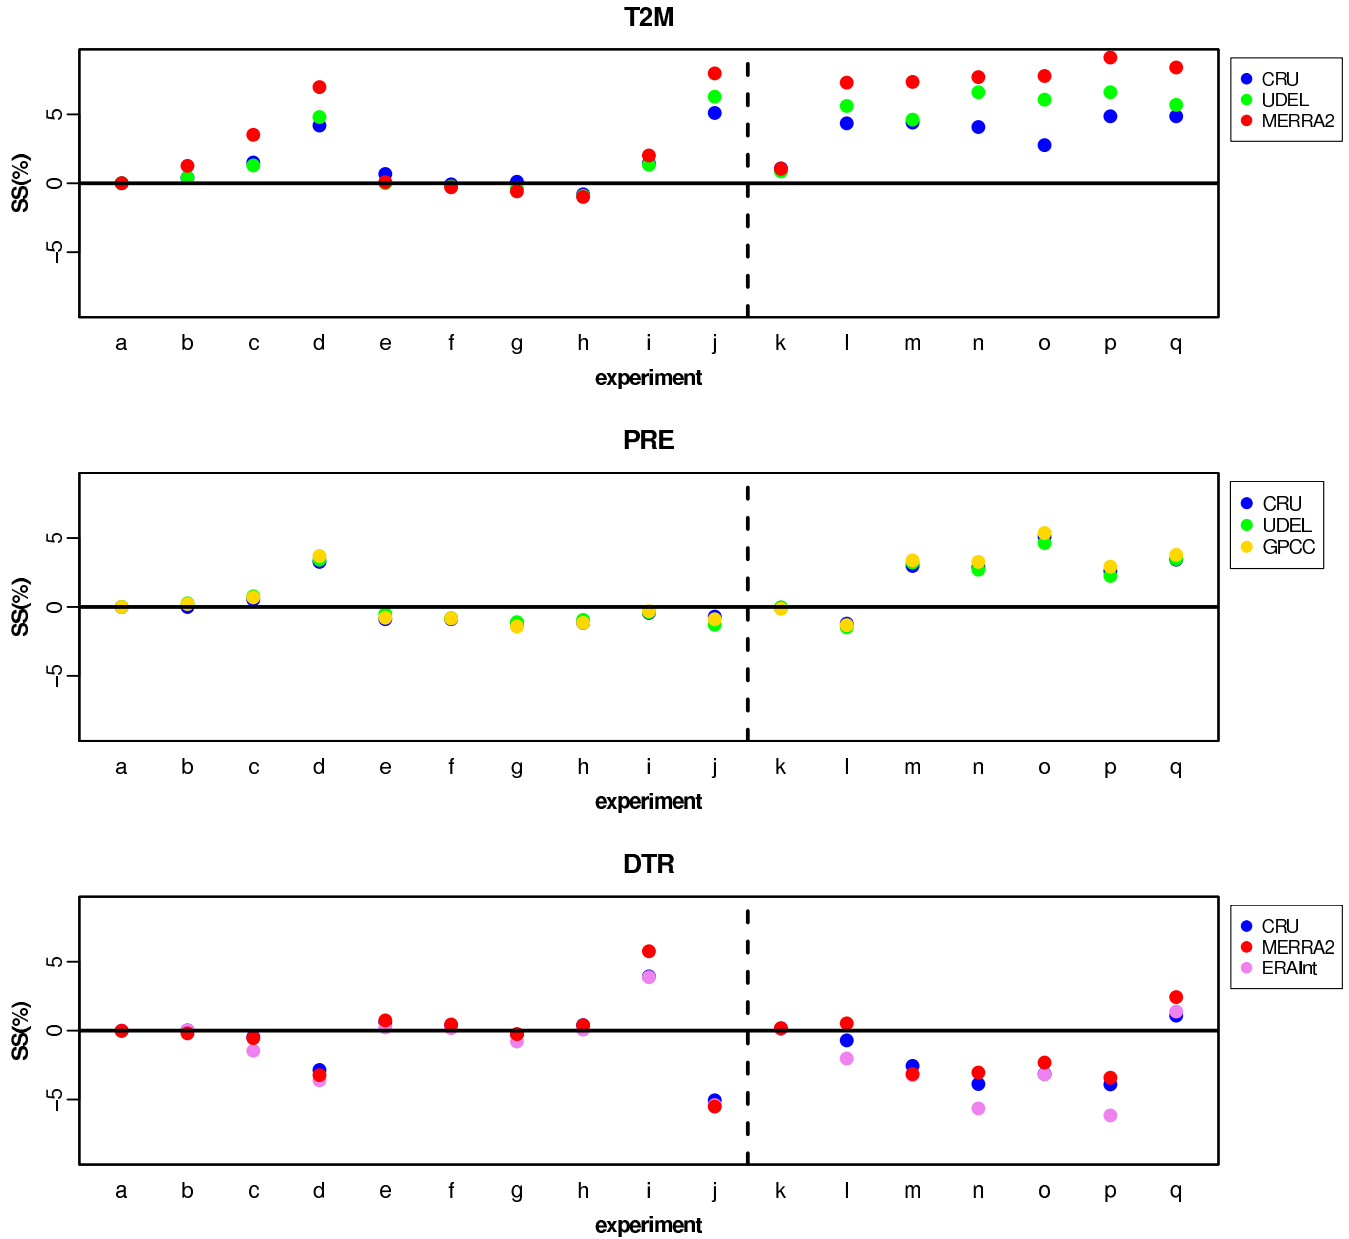 T2M
SS(%)
5
0
−5
a b c d e f g h i j k l m n o p q
experiment
CRU
UDEL
MERRA2
PRE
SS(%)
5
0
−5
a b c d e f g h i j k l m n o p q
experiment
CRU
UDEL
GPCC
DTR
SS(%)
5
0
−5
a b c d e f g h i j k l m n o p q
experiment
CRU
MERRA2
ERAInt